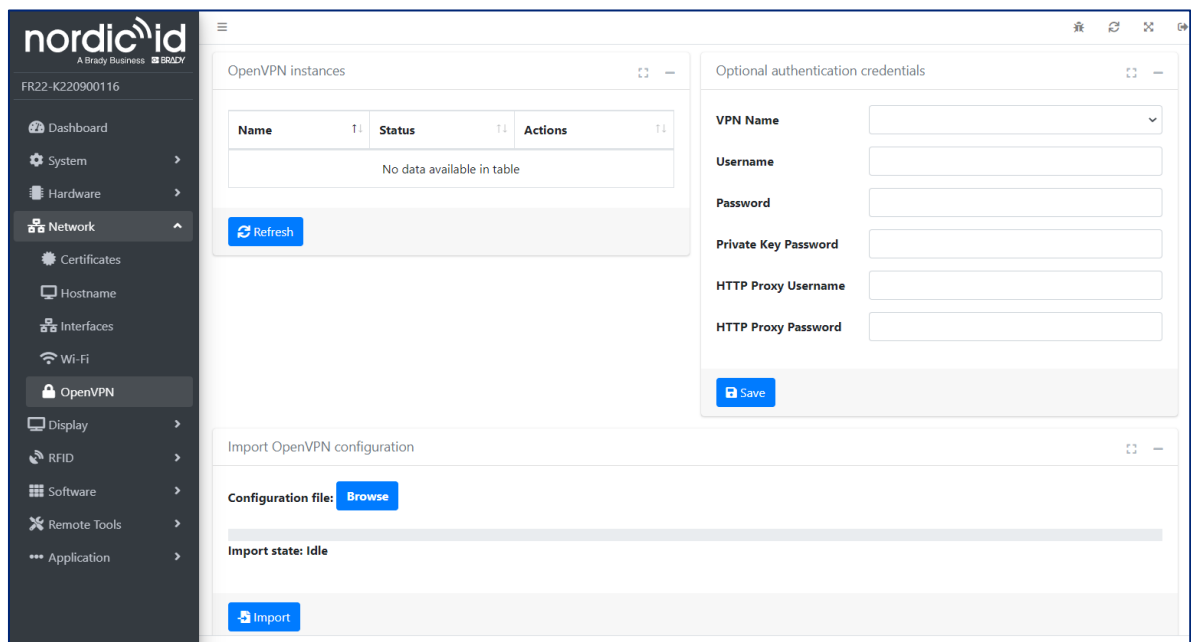 nordic id
A Brady Business BRADY
FR22-K220900116
Dashboard
System
Hardware
Network
Certificates
Hostname
Interfaces
Wi-Fi
OpenVPN
Display
RFID
Software
Remote Tools
Application
OpenVPN instances
Name Status Actions
No data available in table
Refresh
Optional authentication credentials
VPN Name
Username
Password
Private Key Password
HTTP Proxy Username
HTTP Proxy Password
Save
Import OpenVPN configuration
Configuration file: Browse
Import state: Idle
Import